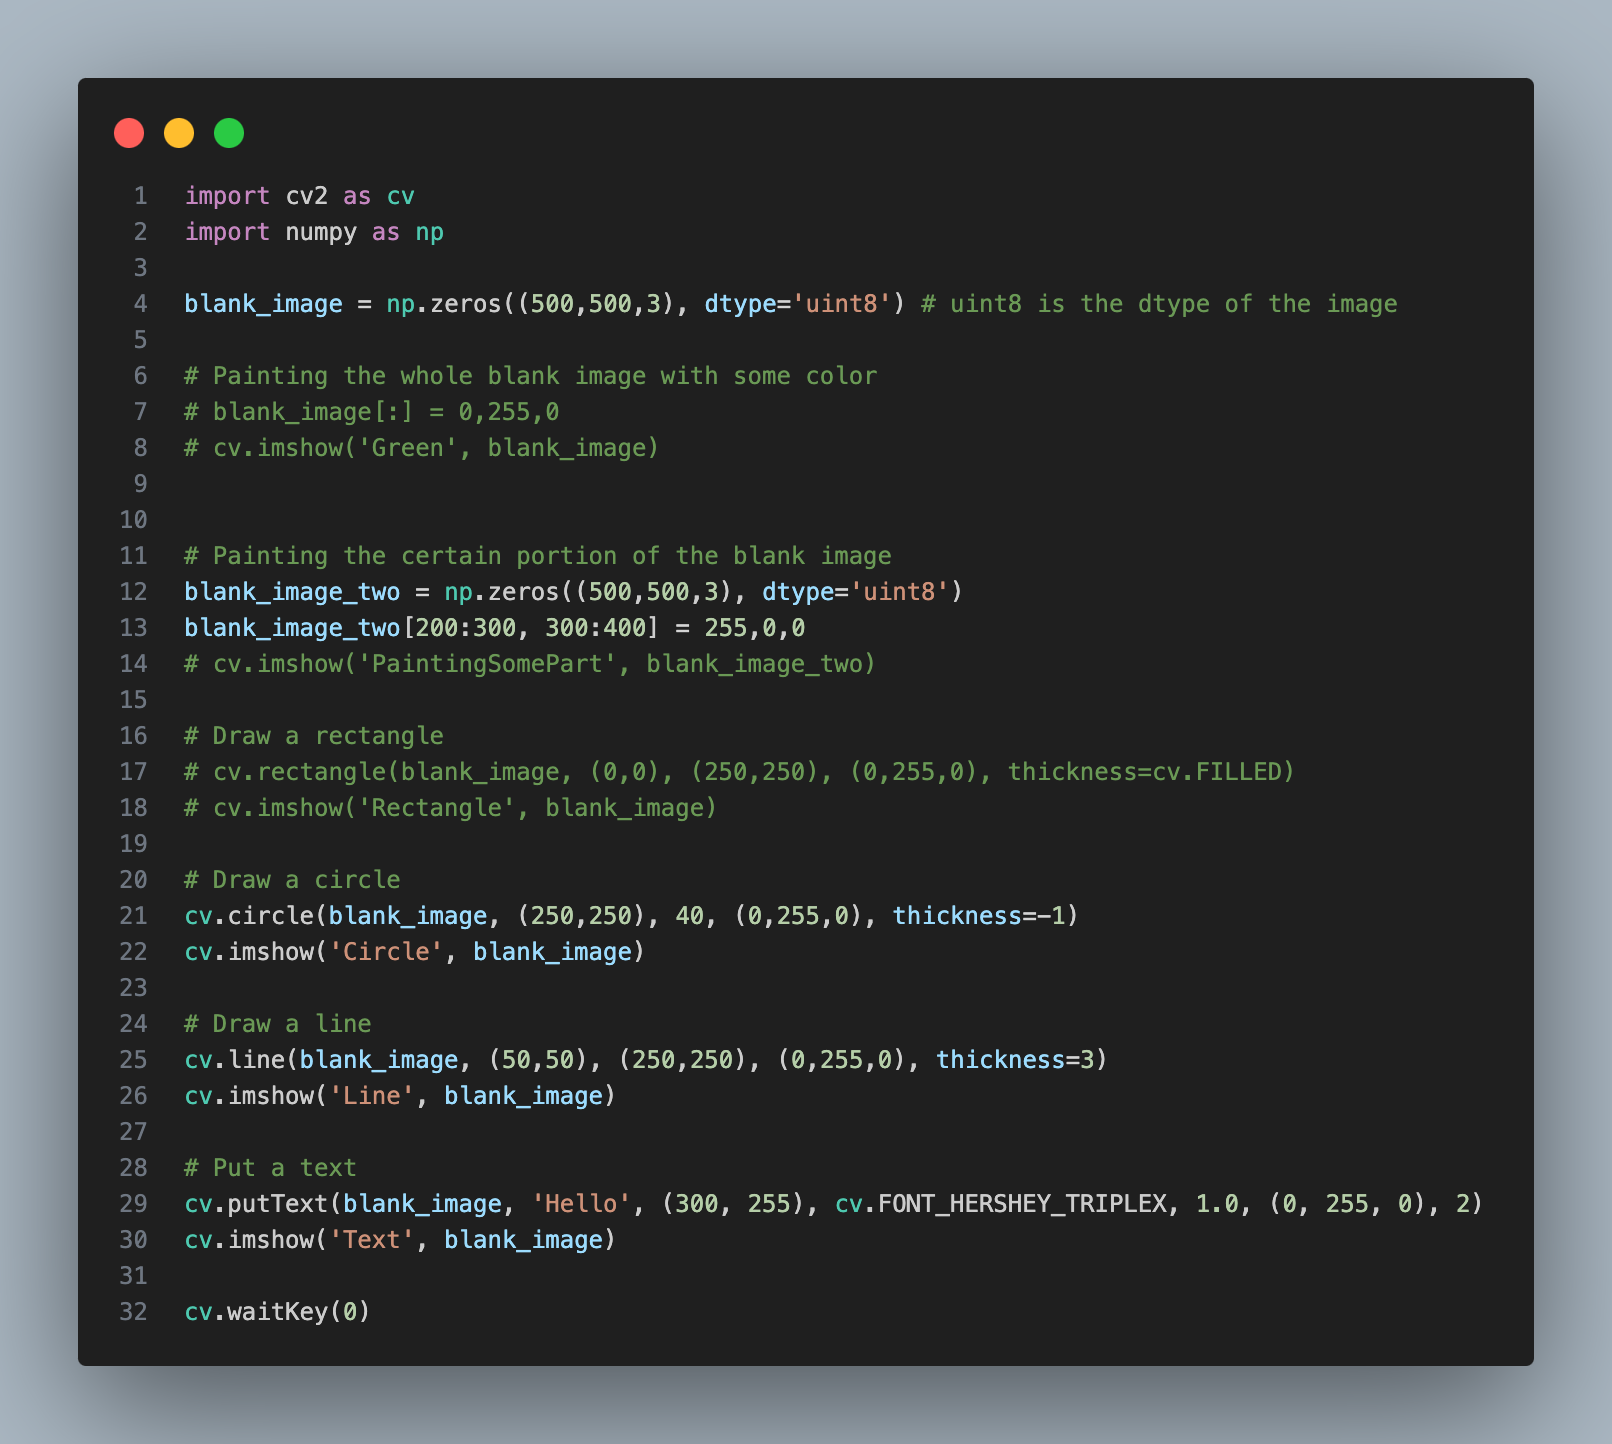 1 import cv2 as cv
2 import numpy as np
3
4 blank_image = np.zeros((500,500,3), dtype='uint8') # uint8 is the dtype of the image
5
6 # Painting the whole blank image with some color
7 # blank_image[:] = 0,255,0
8 # cv.imshow('Green', blank_image)
9
10
11 # Painting the certain portion of the blank image
12 blank_image_two = np.zeros((500,500,3), dtype='uint8')
13 blank_image_two[200:300, 300:400] = 255,0,0
14 # cv.imshow('PaintingSomePart', blank_image_two)
15
16 # Draw a rectangle
17 # cv.rectangle(blank_image, (0,0), (250,250), (0,255,0), thickness=cv.FILLED)
18 # cv.imshow('Rectangle', blank_image)
19
20 # Draw a circle
21 cv.circle(blank_image, (250,250), 40, (0,255,0), thickness=-1)
22 cv.imshow('Circle', blank_image)
23
24 # Draw a line
25 cv.line(blank_image, (50,50), (250,250), (0,255,0), thickness=3)
26 cv.imshow('Line', blank_image)
27
28 # Put a text
29 cv.putText(blank_image, 'Hello', (300, 255), cv.FONT_HERSHEY_TRIPLEX, 1.0, (0, 255, 0), 2)
30 cv.imshow('Text', blank_image)
31
32 cv.waitKey(0)